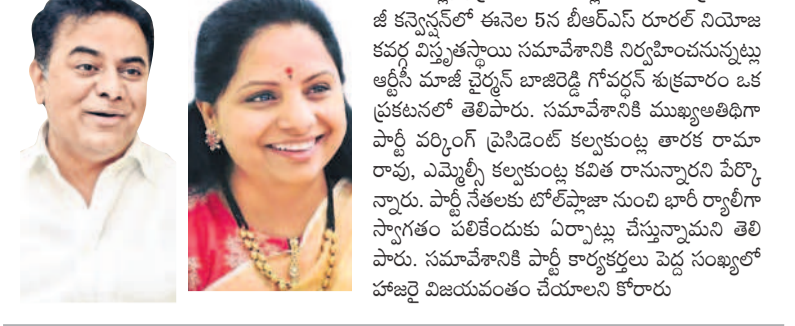 జీ కన్వెన్షన్‌లో ఈనెల 5న బీఆర్ఎస్ రూరల్ నియోజ
కవర్గ విస్తృతస్థాయి సమావేశానికి నిర్వహించనున్నట్లు
ఆర్టీసీ మాజీ చైర్మన్ బాజిరెడ్డి గోవర్ధన్ శుక్రవారం ఒక
ప్రకటనలో తెలిపారు. సమావేశానికి ముఖ్యఅతిథిగా
పార్టీ వర్కింగ్ ప్రెసిడెంట్ కల్వకుంట్ల తారక రామా
రావు, ఎమ్మెల్సీ కల్వకుంట్ల కవిత రానున్నారని పేర్కొ
న్నారు. పార్టీ నేతలకు టోల్‌ప్లాజా నుంచి భారీ ర్యాలీగా
స్వాగతం పలికేందుకు ఏర్పాట్లు చేస్తున్నామని తెలి
పారు. సమావేశానికి పార్టీ కార్యకర్తలు పెద్ద సంఖ్యలో
హాజరై విజయవంతం చేయాలని కోరారు